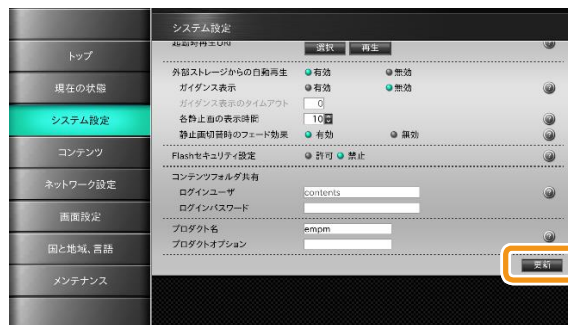 システム設定
トップ
現在の状態
システム設定
コンテンツ
ネットワーク設定
画面設定
国と地域、言語
メンテナンス
起動時再生URI 選択 再生
外部ストレージからの自動再生 有効 無効
ガイダンス表示 有効 無効
ガイダンス表示のタイムアウト 0
各静止画の表示時間 10
静止画切替時のフェード効果 有効 無効
Flashセキュリティ設定 許可 禁止
コンテンツフォルダ共有
ログインユーザ contents
ログインパスワード
プロダクト名 empm
プロダクトオプション
更新